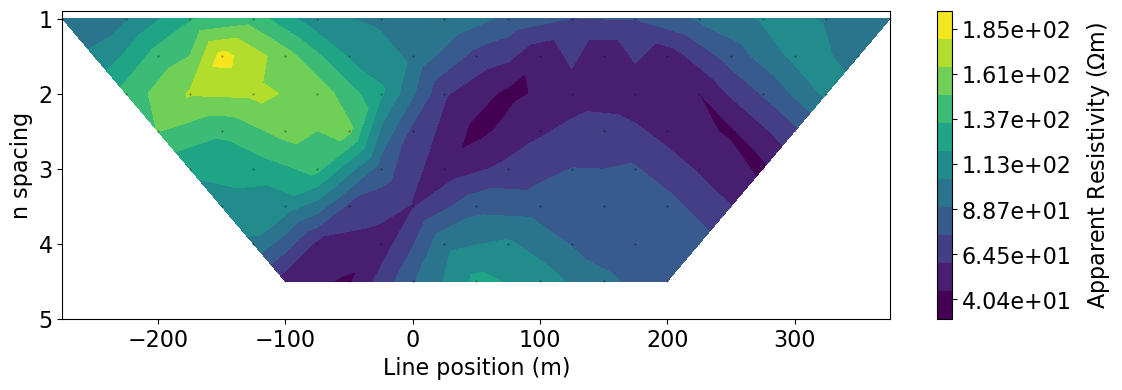 1
2
3
4
5
n spacing
−200 −100 0 100 200 300
Line position (m)
1.85e+02
1.61e+02
1.37e+02
1.13e+02
8.87e+01
6.45e+01
4.04e+01
Apparent Resistivity (Ωm)